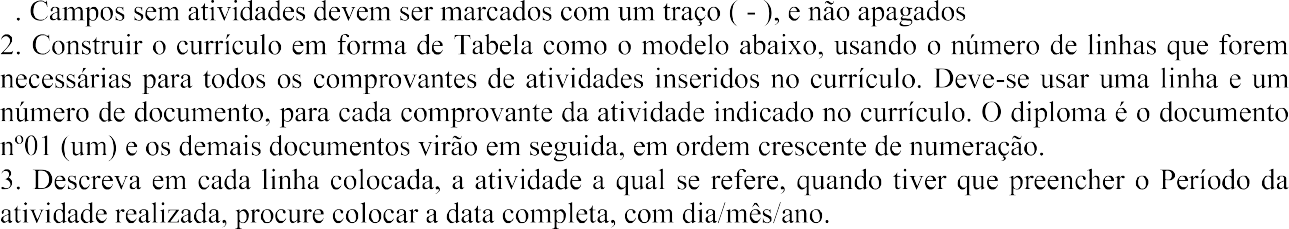 . Campos sem atividades devem ser marcados com um traço ( - ), e não apagados
2. Construir o currículo em forma de Tabela como o modelo abaixo, usando o número de linhas que forem
necessárias para todos os comprovantes de atividades inseridos no currículo. Deve-se usar uma linha e um
número de documento, para cada comprovante da atividade indicado no currículo. O diploma é o documento
nº01 (um) e os demais documentos virão em seguida, em ordem crescente de numeração.
3. Descreva em cada linha colocada, a atividade a qual se refere, quando tiver que preencher o Período da
atividade realizada, procure colocar a data completa, com dia/mês/ano.